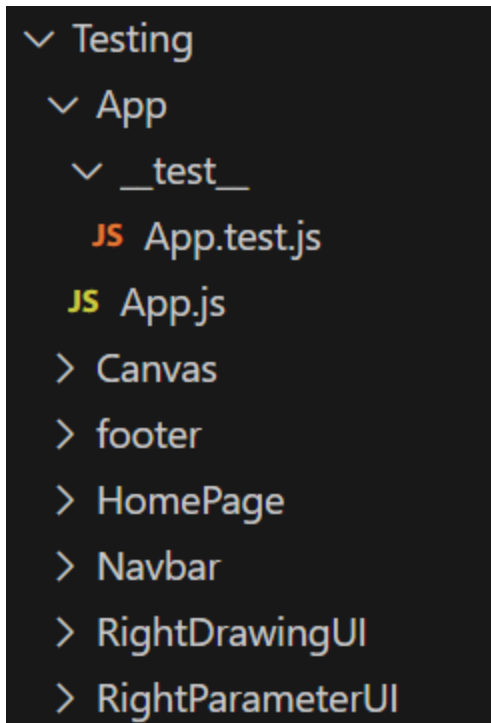 Testing
App
__test__
JS App.test.js
JS App.js
Canvas
footer
HomePage
Navbar
RightDrawingUI
RightParameterUI